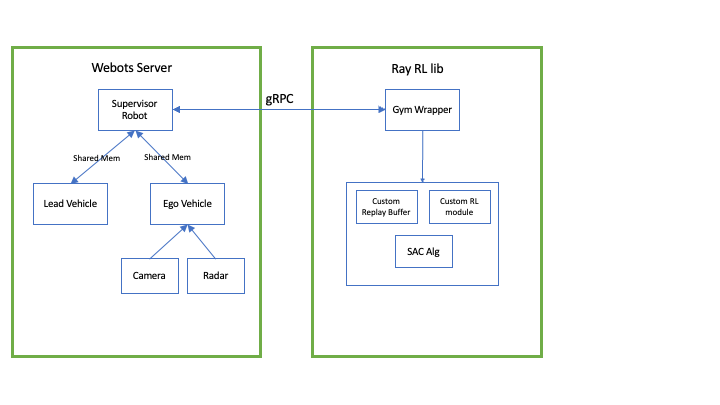 Webots Server
Supervisor
Robot
Shared Mem
Shared Mem
Lead Vehicle
Ego Vehicle
Camera
Radar
gRPC
Ray RL lib
Gym Wrapper
Custom
Replay Buffer
Custom RL
module
SAC Alg